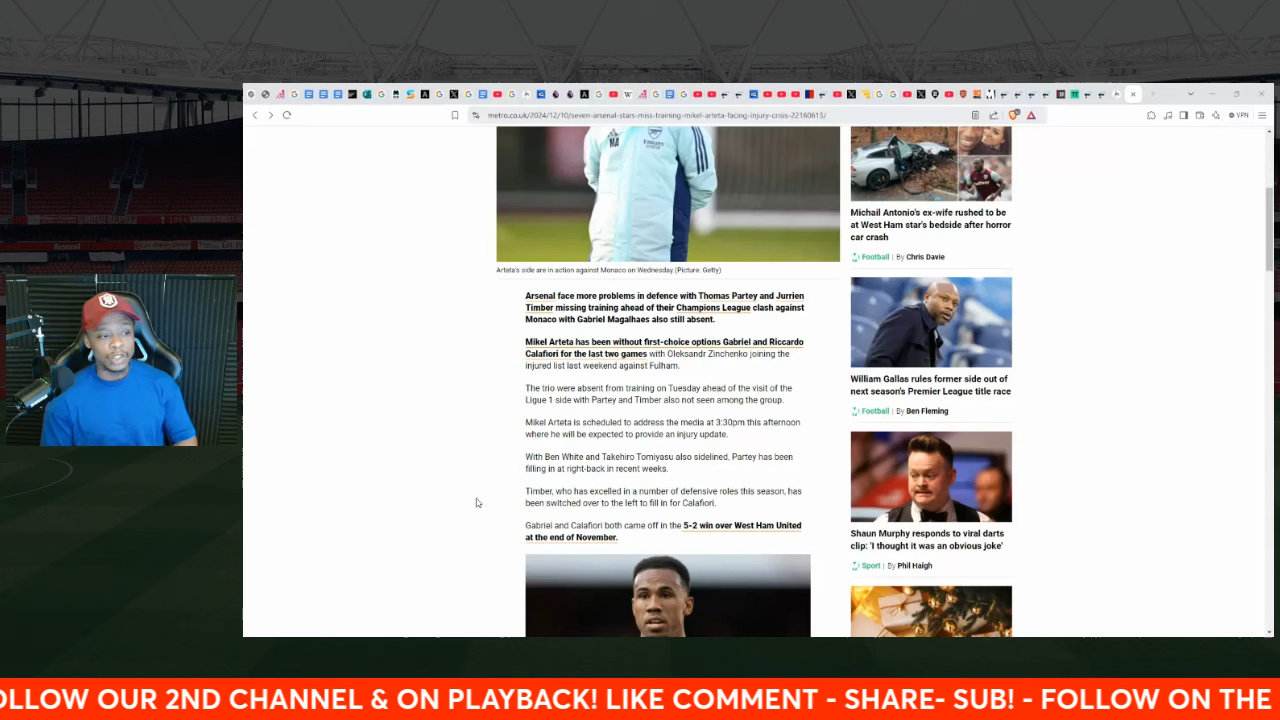 metro.co.uk/2024/12/10/seven-arsenal-stars-miss-training-mikel-arteta-facing-injury-crisis-22160613/
VPN
Arsenal
Arteta's side are in action against Monaco on Wednesday (Picture: Getty)
Arsenal face more problems in defence with Thomas Partey and Jurrien
Timber missing training ahead of their Champions League clash against
Monaco with Gabriel Magalhaes also still absent.
Mikel Arteta has been without first-choice options Gabriel and Riccardo
Calafiori for the last two games with Oleksandr Zinchenko joining the
injured list last weekend against Fulham.
The trio were absent from training on Tuesday ahead of the visit of the
Ligue 1 side with Partey and Timber also not seen among the group.
Mikel Arteta is scheduled to address the media at 3:30pm this afternoon
where he will be expected to provide an injury update.
With Ben White and Takehiro Tomiyasu also sidelined, Partey has been
filling in at right-back in recent weeks.
Timber, who has excelled in a number of defensive roles this season, has
been switched over to the left to fill in for Calafiori.
Gabriel and Calafiori both came off in the 5-2 win over West Ham United
at the end of November.
Michail Antonio's ex-wife rushed to be
at West Ham star's bedside after horror
car crash
Football | By Chris Davie
William Gallas rules former side out of
next season's Premier League title race
Football | By Ben Fleming
Shaun Murphy responds to viral darts
clip: 'I thought it was an obvious joke'
Sport | By Phil Haigh
OLLOW OUR 2ND CHANNEL & ON PLAYBACK! LIKE COMMENT - SHARE- SUB! - FOLLOW ON THE